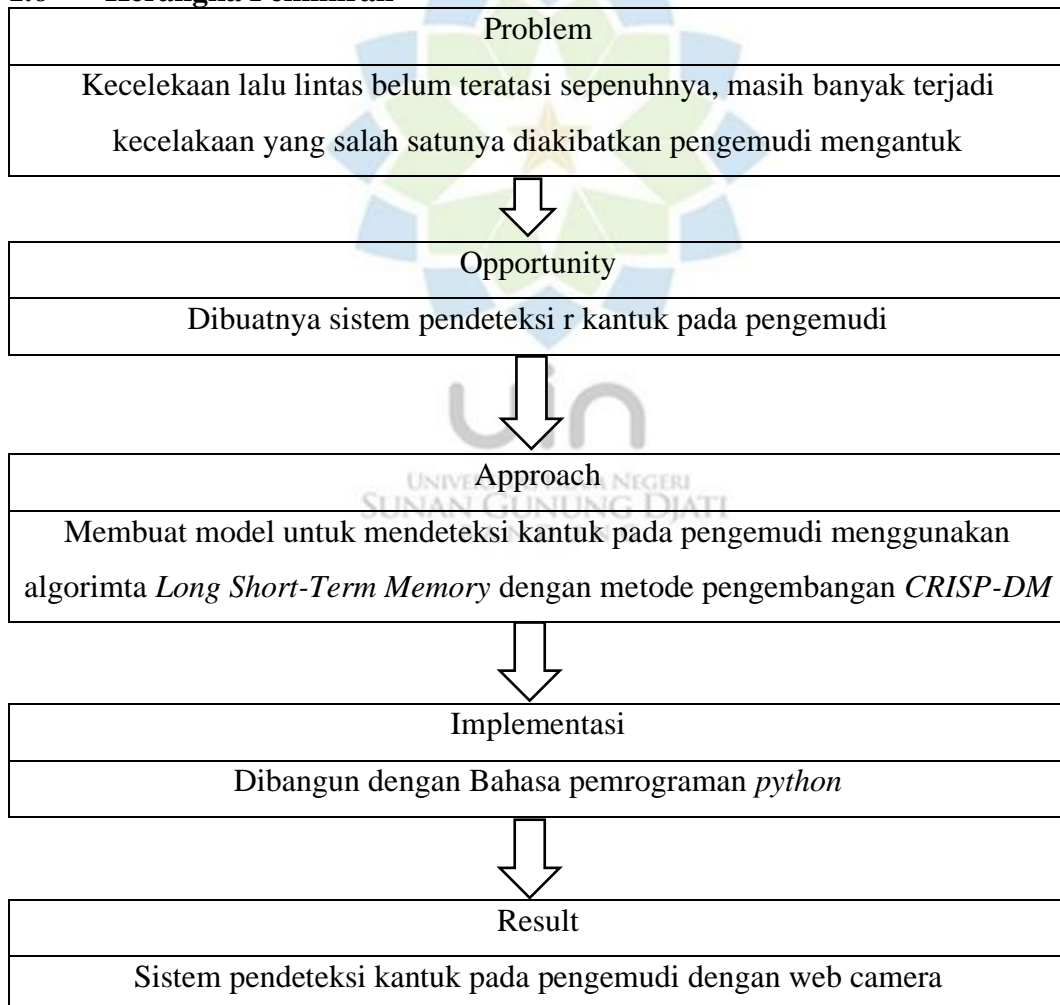 Problem
Kecelekaan lalu lintas belum teratasi sepenuhnya, masih banyak terjadi
kecelakaan yang salah satunya diakibatkan pengemudi mengantuk
Opportunity
Dibuatnya sistem pendeteksi r kantuk pada pengemudi
uin
SUNAN GUNUNG DJATI
Approach
Membuat model untuk mendeteksi kantuk pada pengemudi menggunakan
algorimta Long Short-Term Memory dengan metode pengembangan CRISP-DM
Implementasi
Dibangun dengan Bahasa pemrograman python
Result
Sistem pendeteksi kantuk pada pengemudi dengan web camera